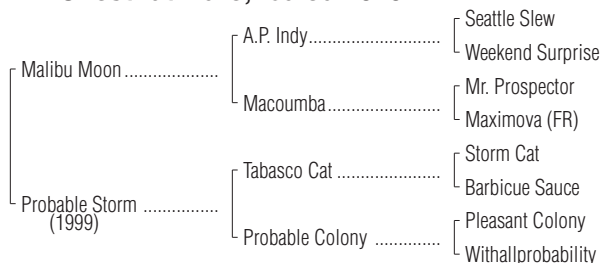 A.P. Indy
Seattle Slew
Weekend Surprise
Malibu Moon
Macoumba
Mr. Prospector
Maximova (FR)
Tabasco Cat
Storm Cat
Barbicue Sauce
Probable Storm
(1999)
Probable Colony
Pleasant Colony
Withallprobability